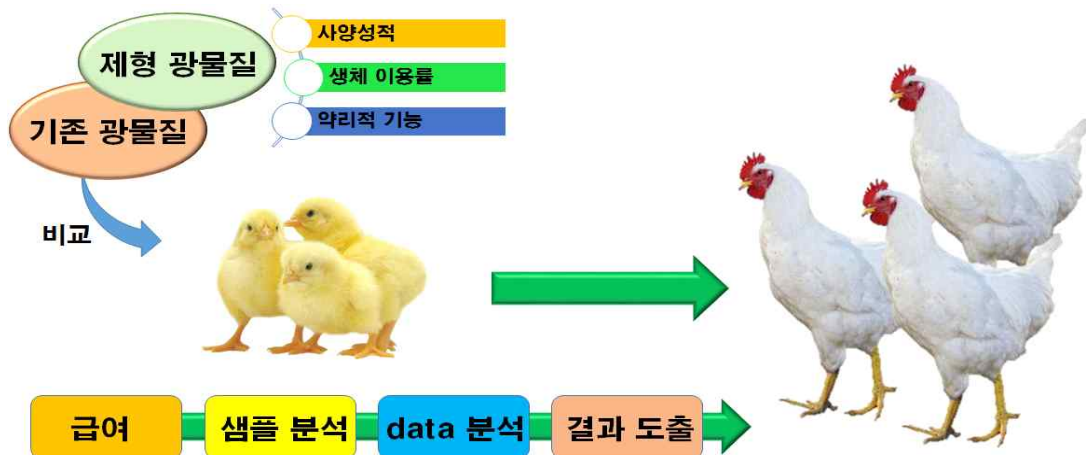 제형 광물질
기존 광물질
사양성적
생체 이용률
약리적 기능
비교
급여
샘플 분석
data 분석
결과 도출